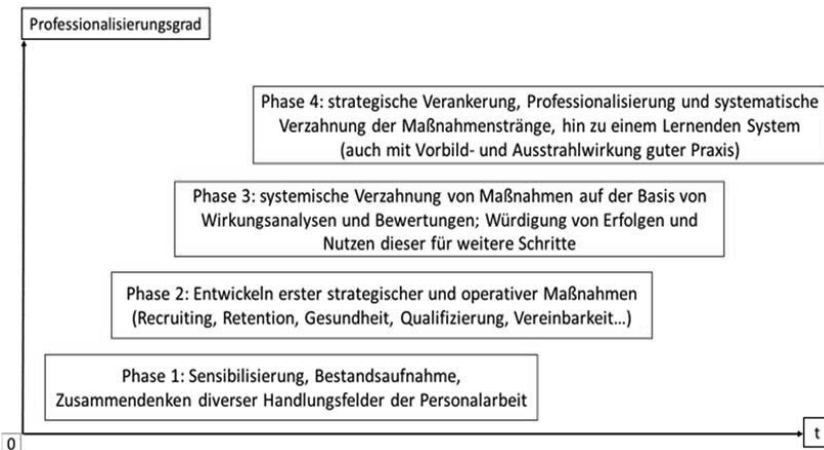 Professionalisierungsgrad
Phase 4: strategische Verankerung, Professionalisierung und systematische
Verzahnung der Maßnahmenstränge, hin zu einem Lernenden System
(auch mit Vorbild- und Ausstrahlwirkung guter Praxis)
Phase 3: systemische Verzahnung von Maßnahmen auf der Basis von
Wirkungsanalysen und Bewertungen; Würdigung von Erfolgen und
Nutzen dieser für weitere Schritte
Phase 2: Entwickeln erster strategischer und operativer Maßnahmen
(Recruiting, Retention, Gesundheit, Qualifizierung, Vereinbarkeit...)
Phase 1: Sensibilisierung, Bestandsaufnahme,
Zusammendenken diverser Handlungsfelder der Personalarbeit
t
0